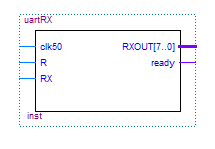 uartRX
clk50 RXOUT[7..0]
R ready
RX
inst